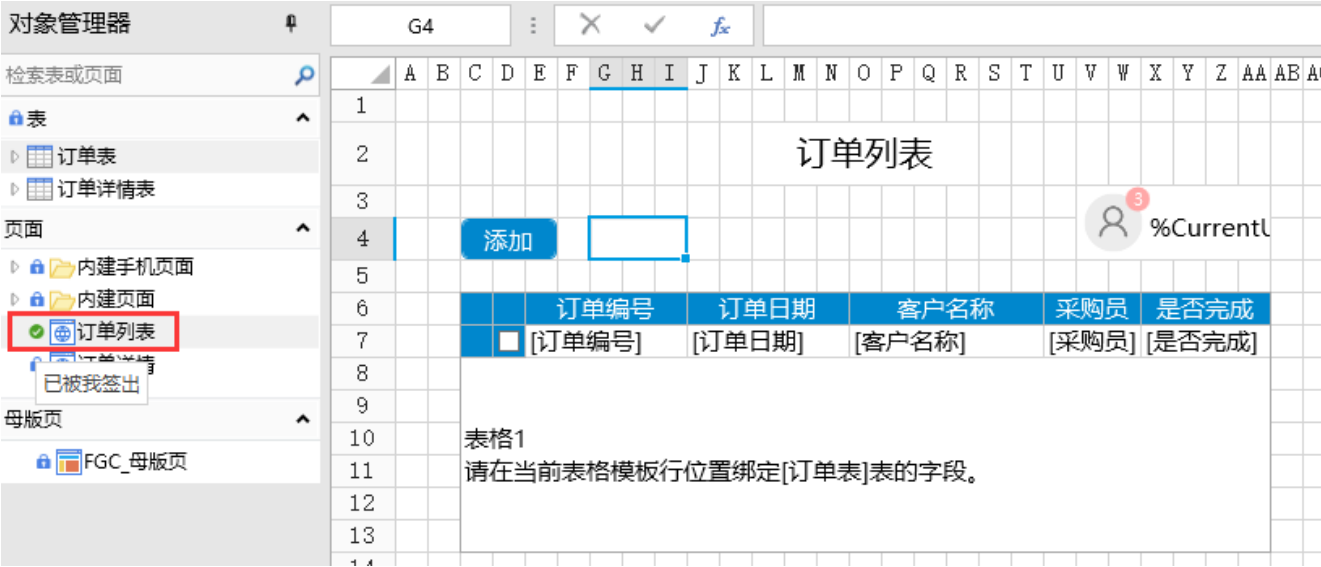 对象管理器
G4
fx
检索表或页面
A B C D E F G H I J K L M N O P Q R S T U V W X Y Z AA AB
1
表
2
订单列表
订单表
订单详情表
3
3
页面
4
添加
%Current
内建手机页面
5
内建页面
6
订单编号 订单日期 客户名称 采购员 是否完成
订单列表
7
[订单编号] [订单日期] [客户名称] [采购员] [是否完成]
订单详情
8
已被我签出
9
母版页
10
表格1
FGC_母版页
11
请在当前表格模板行位置绑定[订单表]表的字段。
12
13